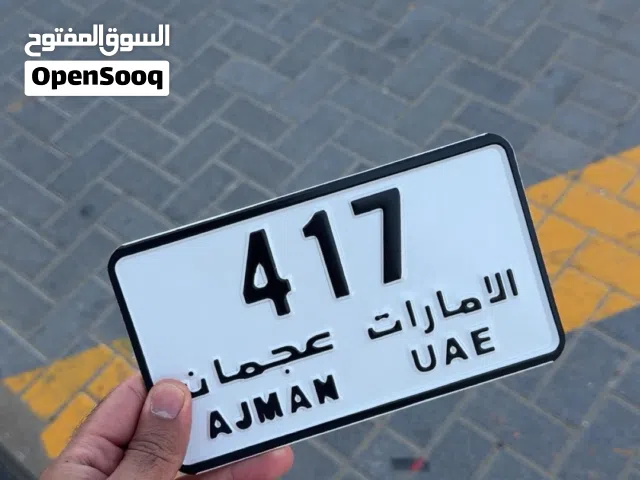 السوق المفتوح
OpenSooq
417
الامارات عجمان
AJMAN UAE